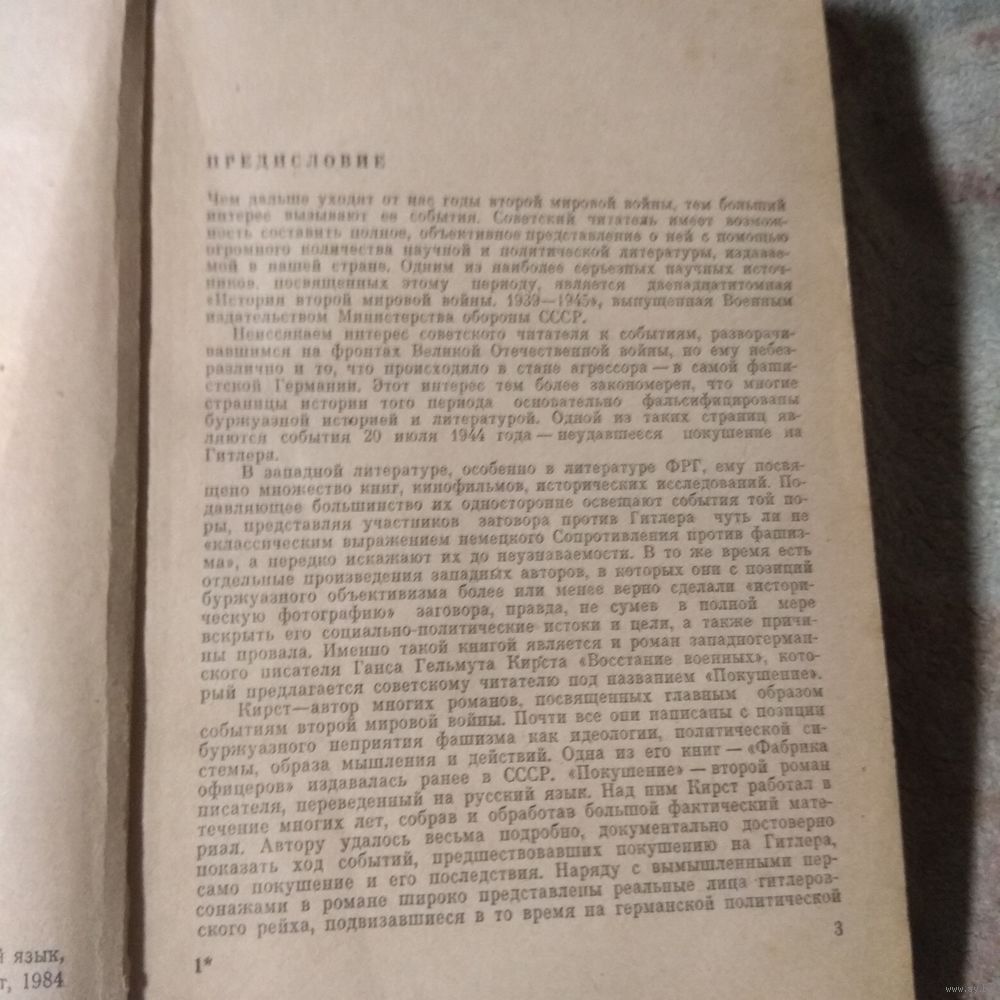 ПРЕДИСЛОВИЕ
Чем дальше уходят от нас годы второй мировой войны, тем больший
интерес вызывают ее события. Советский читатель имеет возмож-
ность составить полное, объективное представление о ней с помощью
огромного количества научной и политической литературы, издавае-
мой в нашей стране. Одним из наиболее серьезных научных источ-
ников, посвященных этому периоду, является двенадцатитомная
«История второй мировой войны. 1939—1945», выпущенная Военным
издательством Министерства обороны СССР.
Неиссякаем интерес советского читателя к событиям, разворачи-
вавшимся на фронтах Великой Отечественной войны, но ему небез-
различно и то, что происходило в стане агрессора — в самой фаши-
стской Германии. Этот интерес тем более закономерен, что многие
страницы истории того периода основательно фальсифицированы
буржуазной историей и литературой. Одной из таких страниц яв-
ляются события 20 июля 1944 года — неудавшееся покушение на
Гитлера.
В западной литературе, особенно в литературе ФРГ, ему посвя-
щено множество книг, кинофильмов, исторических исследований. По-
давляющее большинство их односторонне освещают события той по-
ры, представляя участников заговора против Гитлера чуть ли не
«классическим выражением немецкого Сопротивления против фашиз-
ма», а нередко искажают их до неузнаваемости. В то же время есть
отдельные произведения западных авторов, в которых они с позиций
буржуазного объективизма более или менее верно сделали «истори-
ческую фотографию» заговора, правда, не сумев в полной мере
вскрыть его социально-политические истоки и цели, а также причи-
ны провала. Именно такой книгой является и роман западногерман-
ского писателя Ганса Гельмута Кирста «Восстание военных», кото-
рый предлагается советскому читателю под названием «Покушение».
Кирст—автор многих романов, посвященных главным образом
событиям второй мировой войны. Почти все они написаны с позиции
буржуазного неприятия фашизма как идеологии, политической си-
стемы, образа мышления и действий. Одна из его книг — «Фабрика
офицеров» издавалась ранее в СССР. «Покушение» — второй роман
писателя, переведенный на русский язык. Над ним Кирст работал в
течение многих лет, собрав и обработав большой фактический мате-
риал. Автору удалось весьма подробно, документально достоверно
показать ход событий, предшествовавших покушению на Гитлера,
само покушение и его последствия. Наряду с вымышленными пер-
сонажами в романе широко представлены реальные лица гитлеров-
ского рейха, подвизавшиеся в то время на германской политической
1*
3
й язык,
т, 1984